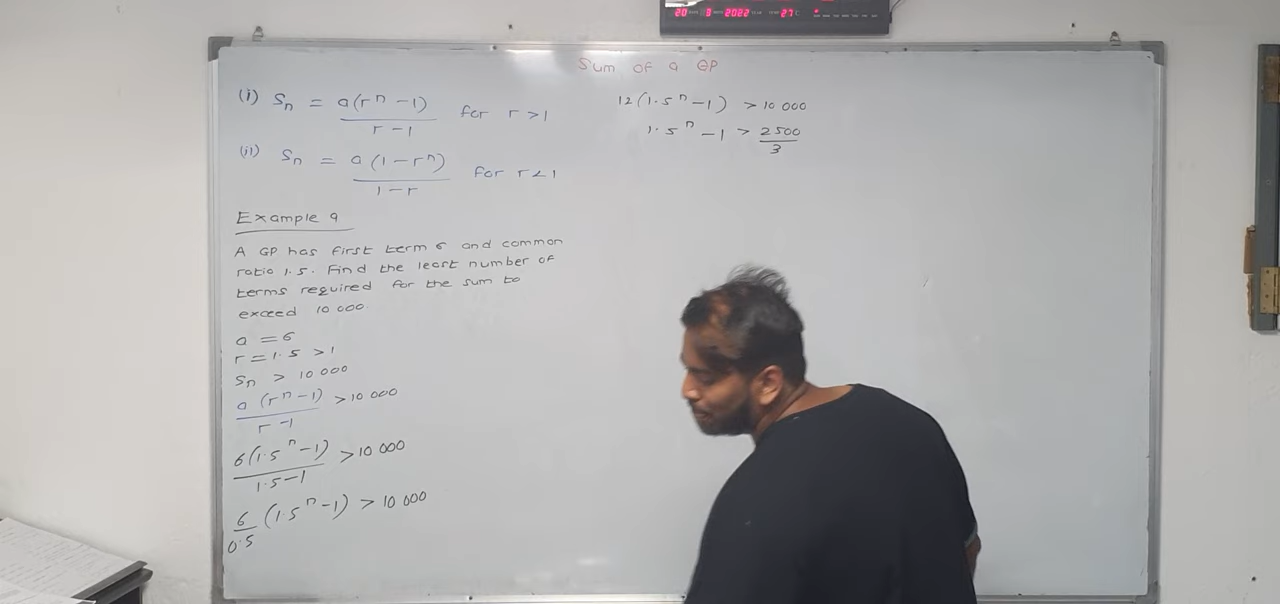 20 9 2022 27 C
Sum of a GP
(i) Sn = a(r^n - 1) / r - 1 for r > 1
(ii) Sn = a(1 - r^n) / 1 - r for r < 1
Example 9
A GP has first term 6 and common
ratio 1.5. Find the least number of
terms required for the sum to
exceed 10 000.
a = 6
r = 1.5 > 1
Sn > 10 000
a(r^n - 1) / r - 1 > 10 000
6(1.5^n - 1) / 1.5 - 1 > 10 000
6 / 0.5 (1.5^n - 1) > 10 000
12(1.5^n - 1) > 10 000
1.5^n - 1 > 2500 / 3